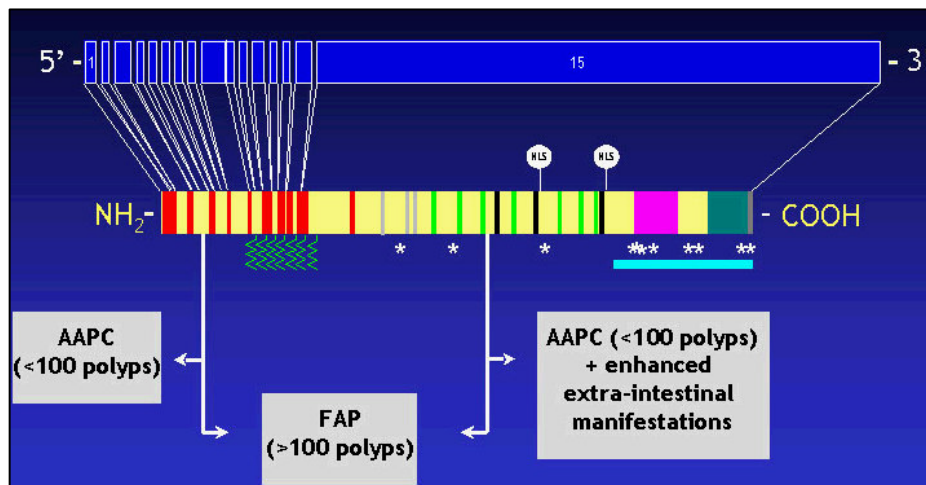 5’ - 1 15 - 3
NLS NLS
NH2- - COOH
* * * *** ** **
AAPC
(<100 polyps)
FAP
(>100 polyps)
AAPC (<100 polyps)
+ enhanced
extra-intestinal
manifestations